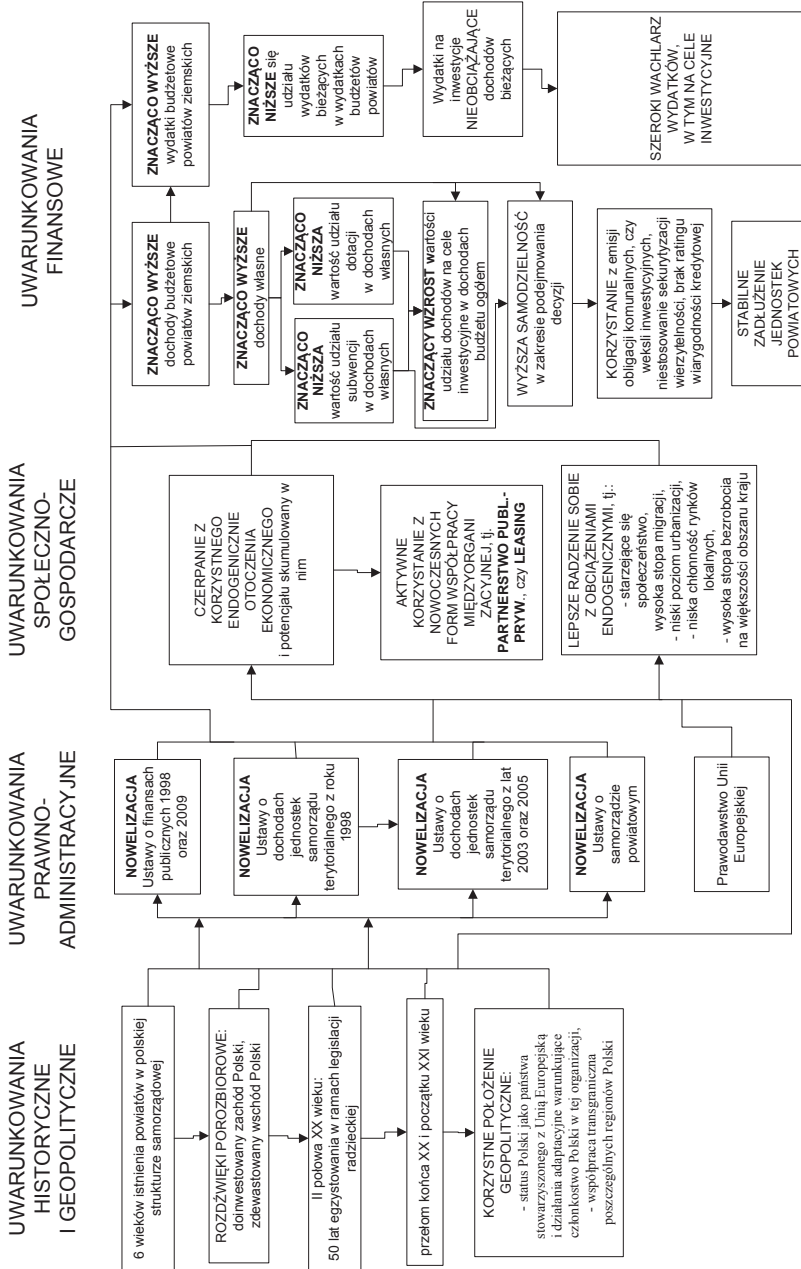 UWARUNKOWANIA
HISTORYCZNE
I GEOPOLITYCZNE
6 wieków istnienia powiatów w polskiej
strukturze samorządowej
ROZDŹWIĘKI POROZBIOROWE:
doinwestowany zachód Polski,
zdewastowany wschód Polski
II połowa XX wieku:
50 lat egzystowania w ramach legislacji
radzieckiej
przełom końca XX i początku XXI wieku
KORZYSTNE POŁOŻENIE
GEOPOLITYCZNE:
- status Polski jako państwa
stowarzyszonego z Unią Europejską
i działania adaptacyjne warunkujące
członkostwo Polski w tej organizacji,
- współpraca transgraniczna
poszczególnych regionów Polski
UWARUNKOWANIA
PRAWNO-
ADMINISTRACYJNE
NOWELIZACJA
Ustawy o finansach
publicznych 1998
oraz 2009
NOWELIZACJA
Ustawy o
dochodach
jednostek
samorządu
terytorialnego z roku
1998
NOWELIZACJA
Ustawy o
dochodach
jednostek
samorządu
terytorialnego z lat
2003 oraz 2005
NOWELIZACJA
Ustawy o
samorządzie
powiatowym
Prawodawstwo Unii
Europejskiej
UWARUNKOWANIA
SPOŁECZNO-
GOSPODARCZE
CZERPANIE Z
KORZYSTNEGO
ENDOGENICZNIE
OTOCZENIA
EKONOMICZNEGO
i potencjału skumulowany w
nim
AKTYWNE
KORZYSTANIE Z
NOWOCZESNYCH
FORM WSPÓŁPRACY
MIĘDZYORGANI
ZACYJNEJ, tj.
PARTNERSTWO PUBL.-
PRYW., czy LEASING
LEPSZE RADZENIE SOBIE
Z OBCIĄŻENIAMI
ENDOGENICZNYMI, tj.:
- starzejące się
społeczeństwo,
wysoka stopa migracji,
- niski poziom urbanizacji,
- niska chłonność rynków
lokalnych,
- wysoka stopa bezrobocia
na większości obszaru kraju
UWARUNKOWANIA
FINANSOWE
ZNACZĄCO WYŻSZE
dochody budżetowe
powiatów ziemskich
ZNACZĄCO WYŻSZE
wydatki budżetowe
powiatów ziemskich
ZNACZĄCO WYŻSZE
dochody własne
ZNACZĄCO
NIŻSZE się
udziału
wydatków
bieżących
w wydatkach
budżetów
powiatów
ZNACZĄCO
NIŻSZA
wartość udziału
subwencji
w dochodach
własnych
ZNACZĄCO
NIŻSZA
wartość udziału
dotacji
w dochodach
własnych
ZNACZĄCY WZROST wartości
udziału dochodów na cele
inwestycyjne w dochodach
budżetu ogółem
Wydatki na
inwestycje
NIEOBCIĄŻAJĄCE
dochodów
bieżących
WYŻSZA SAMODZIELNOŚĆ
w zakresie podejmowania
decyzji
KORZYSTANIE z emisji
obligacji komunalnych, czy
weksli inwestycyjnych,
niestosowanie sekurytyzacji
wierzytelności, brak ratingu
wiarygodności kredytowej
SZEROKI WACHLARZ
WYDATKÓW,
W TYM NA CELE
INWESTYCYJNE
STABILNE
ZADŁUŻENIE
JEDNOSTEK
POWIATOWYCH